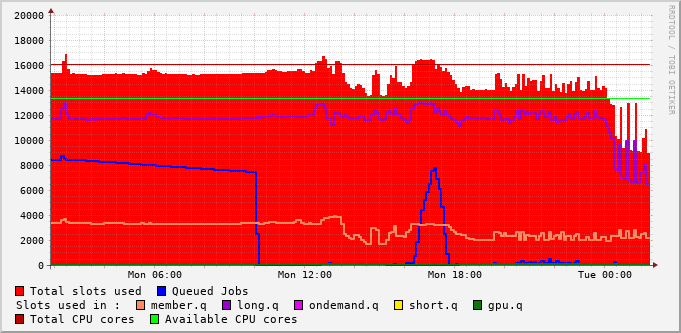 20000
18000
16000
14000
12000
10000
8000
6000
4000
2000
0
Mon 06:00 Mon 12:00 Mon 18:00 Tue 00:00
RRDTOOL / TOBI OETIKER
Total slots used Queued Jobs
Slots used in : member.q long.q ondemand.q short.q gpu.q
Total CPU cores Available CPU cores